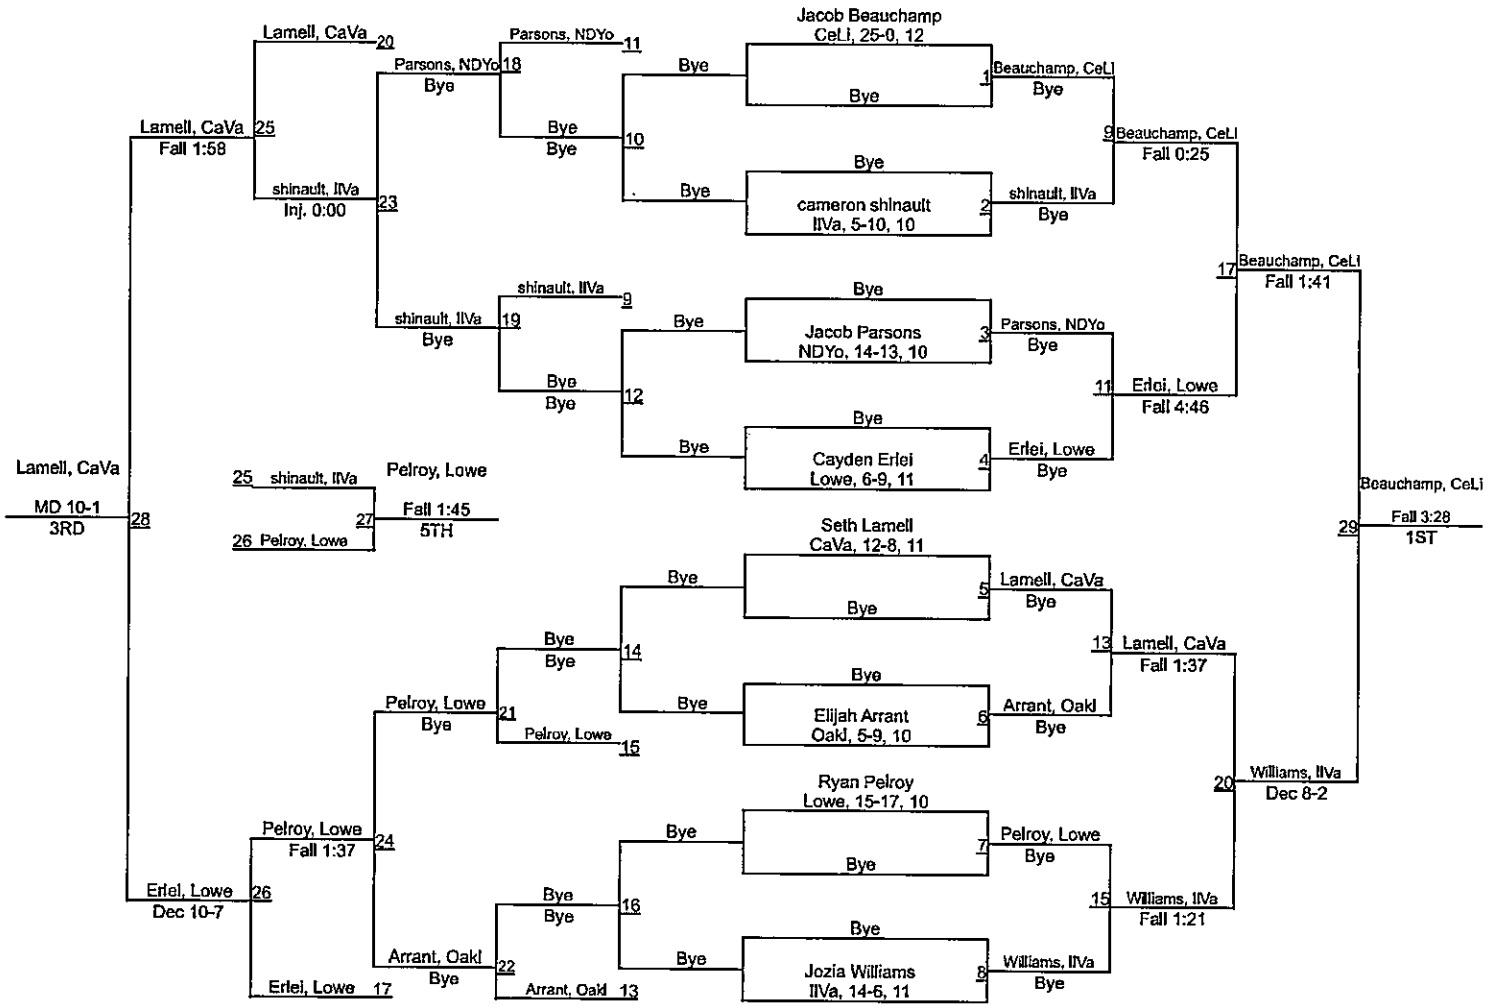 Jacob Beauchamp
CeLi, 25-0, 12
Bye
1
Beauchamp, CeLi
Bye
Bye
cameron shinault
IIVa, 5-10, 10
2
shinault, IIVa
Bye
9
Beauchamp, CeLi
Fall 0:25
Bye
Jacob Parsons
NDYo, 14-13, 10
3
Parsons, NDYo
Bye
Bye
Cayden Erlei
Lowe, 6-9, 11
4
Erlei, Lowe
Bye
11
Erlei, Lowe
Fall 4:46
17
Beauchamp, CeLi
Fall 1:41
Seth Lamell
CaVa, 12-8, 11
Bye
5
Lamell, CaVa
Bye
Bye
Elijah Arrant
Oakl, 5-9, 10
6
Arrant, Oakl
Bye
13
Lamell, CaVa
Fall 1:37
Ryan Pelroy
Lowe, 15-17, 10
Bye
7
Pelroy, Lowe
Bye
Bye
Jozia Williams
IIVa, 14-6, 11
8
Williams, IIVa
Bye
15
Williams, IIVa
Fall 1:21
20
Williams, IIVa
Dec 8-2
29
Beauchamp, CeLi
Fall 3:28
1ST
Bye
Bye
10
Bye
Bye
Parsons, NDYo
11
18
Parsons, NDYo
Bye
Bye
Bye
12
Bye
Bye
shinault, IIVa
9
19
shinault, IIVa
Bye
23
shinault, IIVa
Inj. 0:00
Lamell, CaVa
20
25
Lamell, CaVa
Fall 1:58
Bye
Bye
14
Bye
Bye
Pelroy, Lowe
15
21
Pelroy, Lowe
Bye
Bye
Bye
16
Bye
Bye
Arrant, Oakl
13
22
Arrant, Oakl
Bye
24
Pelroy, Lowe
Fall 1:37
Erlei, Lowe
17
26
Erlei, Lowe
Dec 10-7
28
Lamell, CaVa
MD 10-1
3RD
25
shinault, IIVa
26
Pelroy, Lowe
27
Pelroy, Lowe
Fall 1:45
5TH